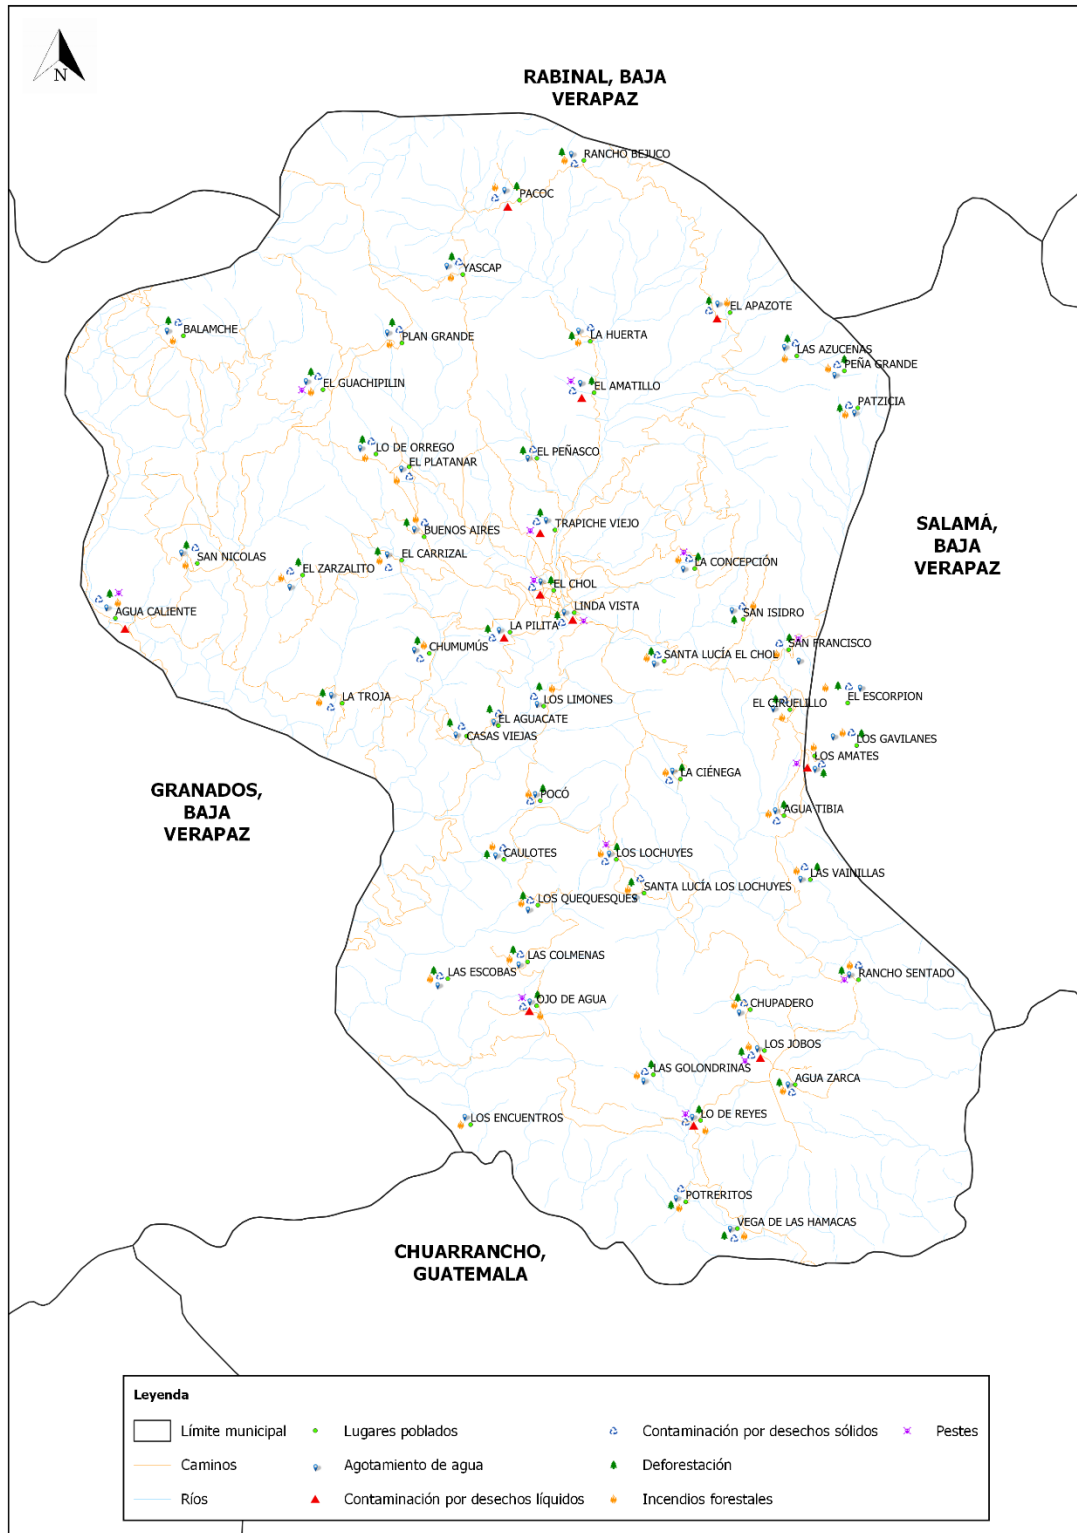 N
RABINAL, BAJA
VERAPAZ
RANCHO BEJUCO
PACOC
YASCAP
EL APAZOTE
BALAMCHE
PLAN GRANDE
LA HUERTA
LAS AZUCENAS
PEÑA GRANDE
EL GUACHIPILIN
EL AMATILLO
PATZICIA
LO DE ORREGO
EL PEÑASCO
EL PLATANAR
TRAPICHE VIEJO
BUENOS AIRES
SALAMÁ,
BAJA
VERAPAZ
SAN NICOLAS
EL CARRIZAL
LA CONCEPCIÓN
EL ZARZALITO
EL CHOL
AGUA CALIENTE
LINDA VISTA
SAN ISIDRO
LA PILITA
CHUMUMÚS
SAN FRANCISCO
SANTA LUCÍA EL CHOL
LA TROJA
LOS LIMONES
EL CIRUELILLO
EL ESCORPION
EL AGUACATE
CASAS VIEJAS
LOS GAVILANES
LOS AMATES
LA CIÉNEGA
GRANADOS,
BAJA
VERAPAZ
POCÓ
AGUA TIBIA
CAULOTES
LOS LOCHUYES
LAS VAINILLAS
SANTA LUCÍA LOS LOCHUYES
LOS QUEQUESQUES
LAS COLMENAS
LAS ESCOBAS
RANCHO SENTADO
OJO DE AGUA
CHUPADERO
LOS JOBOS
LAS GOLONDRINAS
AGUA ZARCA
LOS ENCUENTROS
LO DE REYES
POTRERITOS
VEGA DE LAS HAMACAS
CHUARRANCHO,
GUATEMALA
Leyenda
Límite municipal
Lugares poblados
Contaminación por desechos sólidos
Pestes
Caminos
Agotamiento de agua
Deforestación
Ríos
Contaminación por desechos líquidos
Incendios forestales